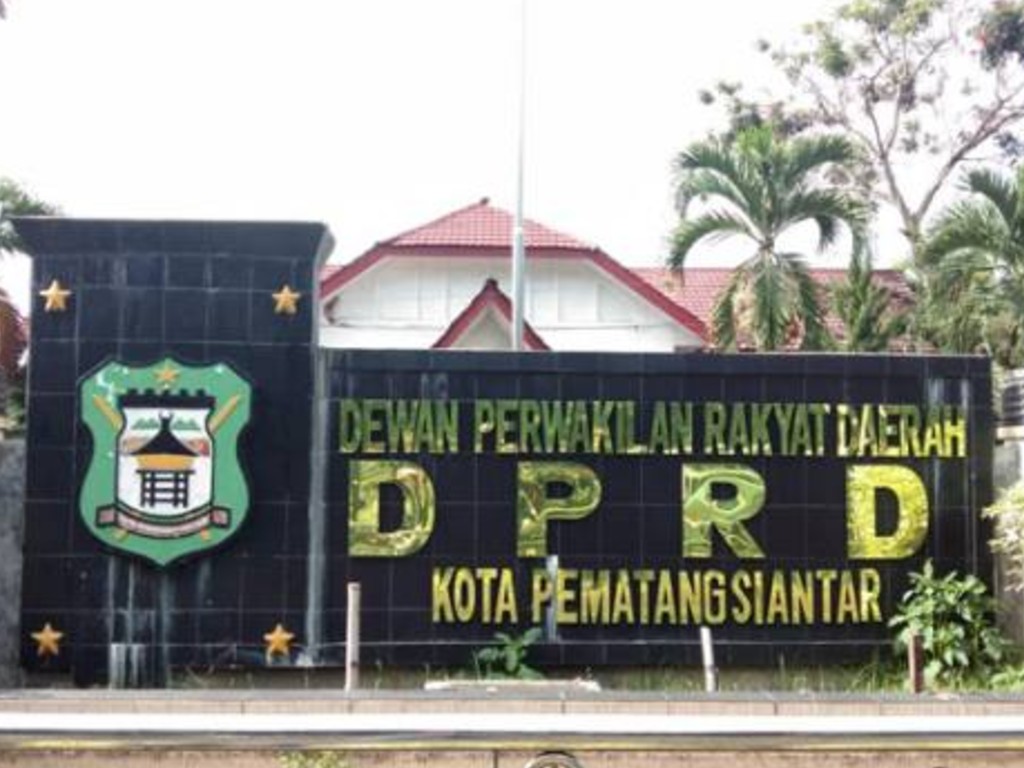 DEWAN PERWAKILAN RAKYAT DAERAH
DPRD
KOTA PEMATANGSIANTAR